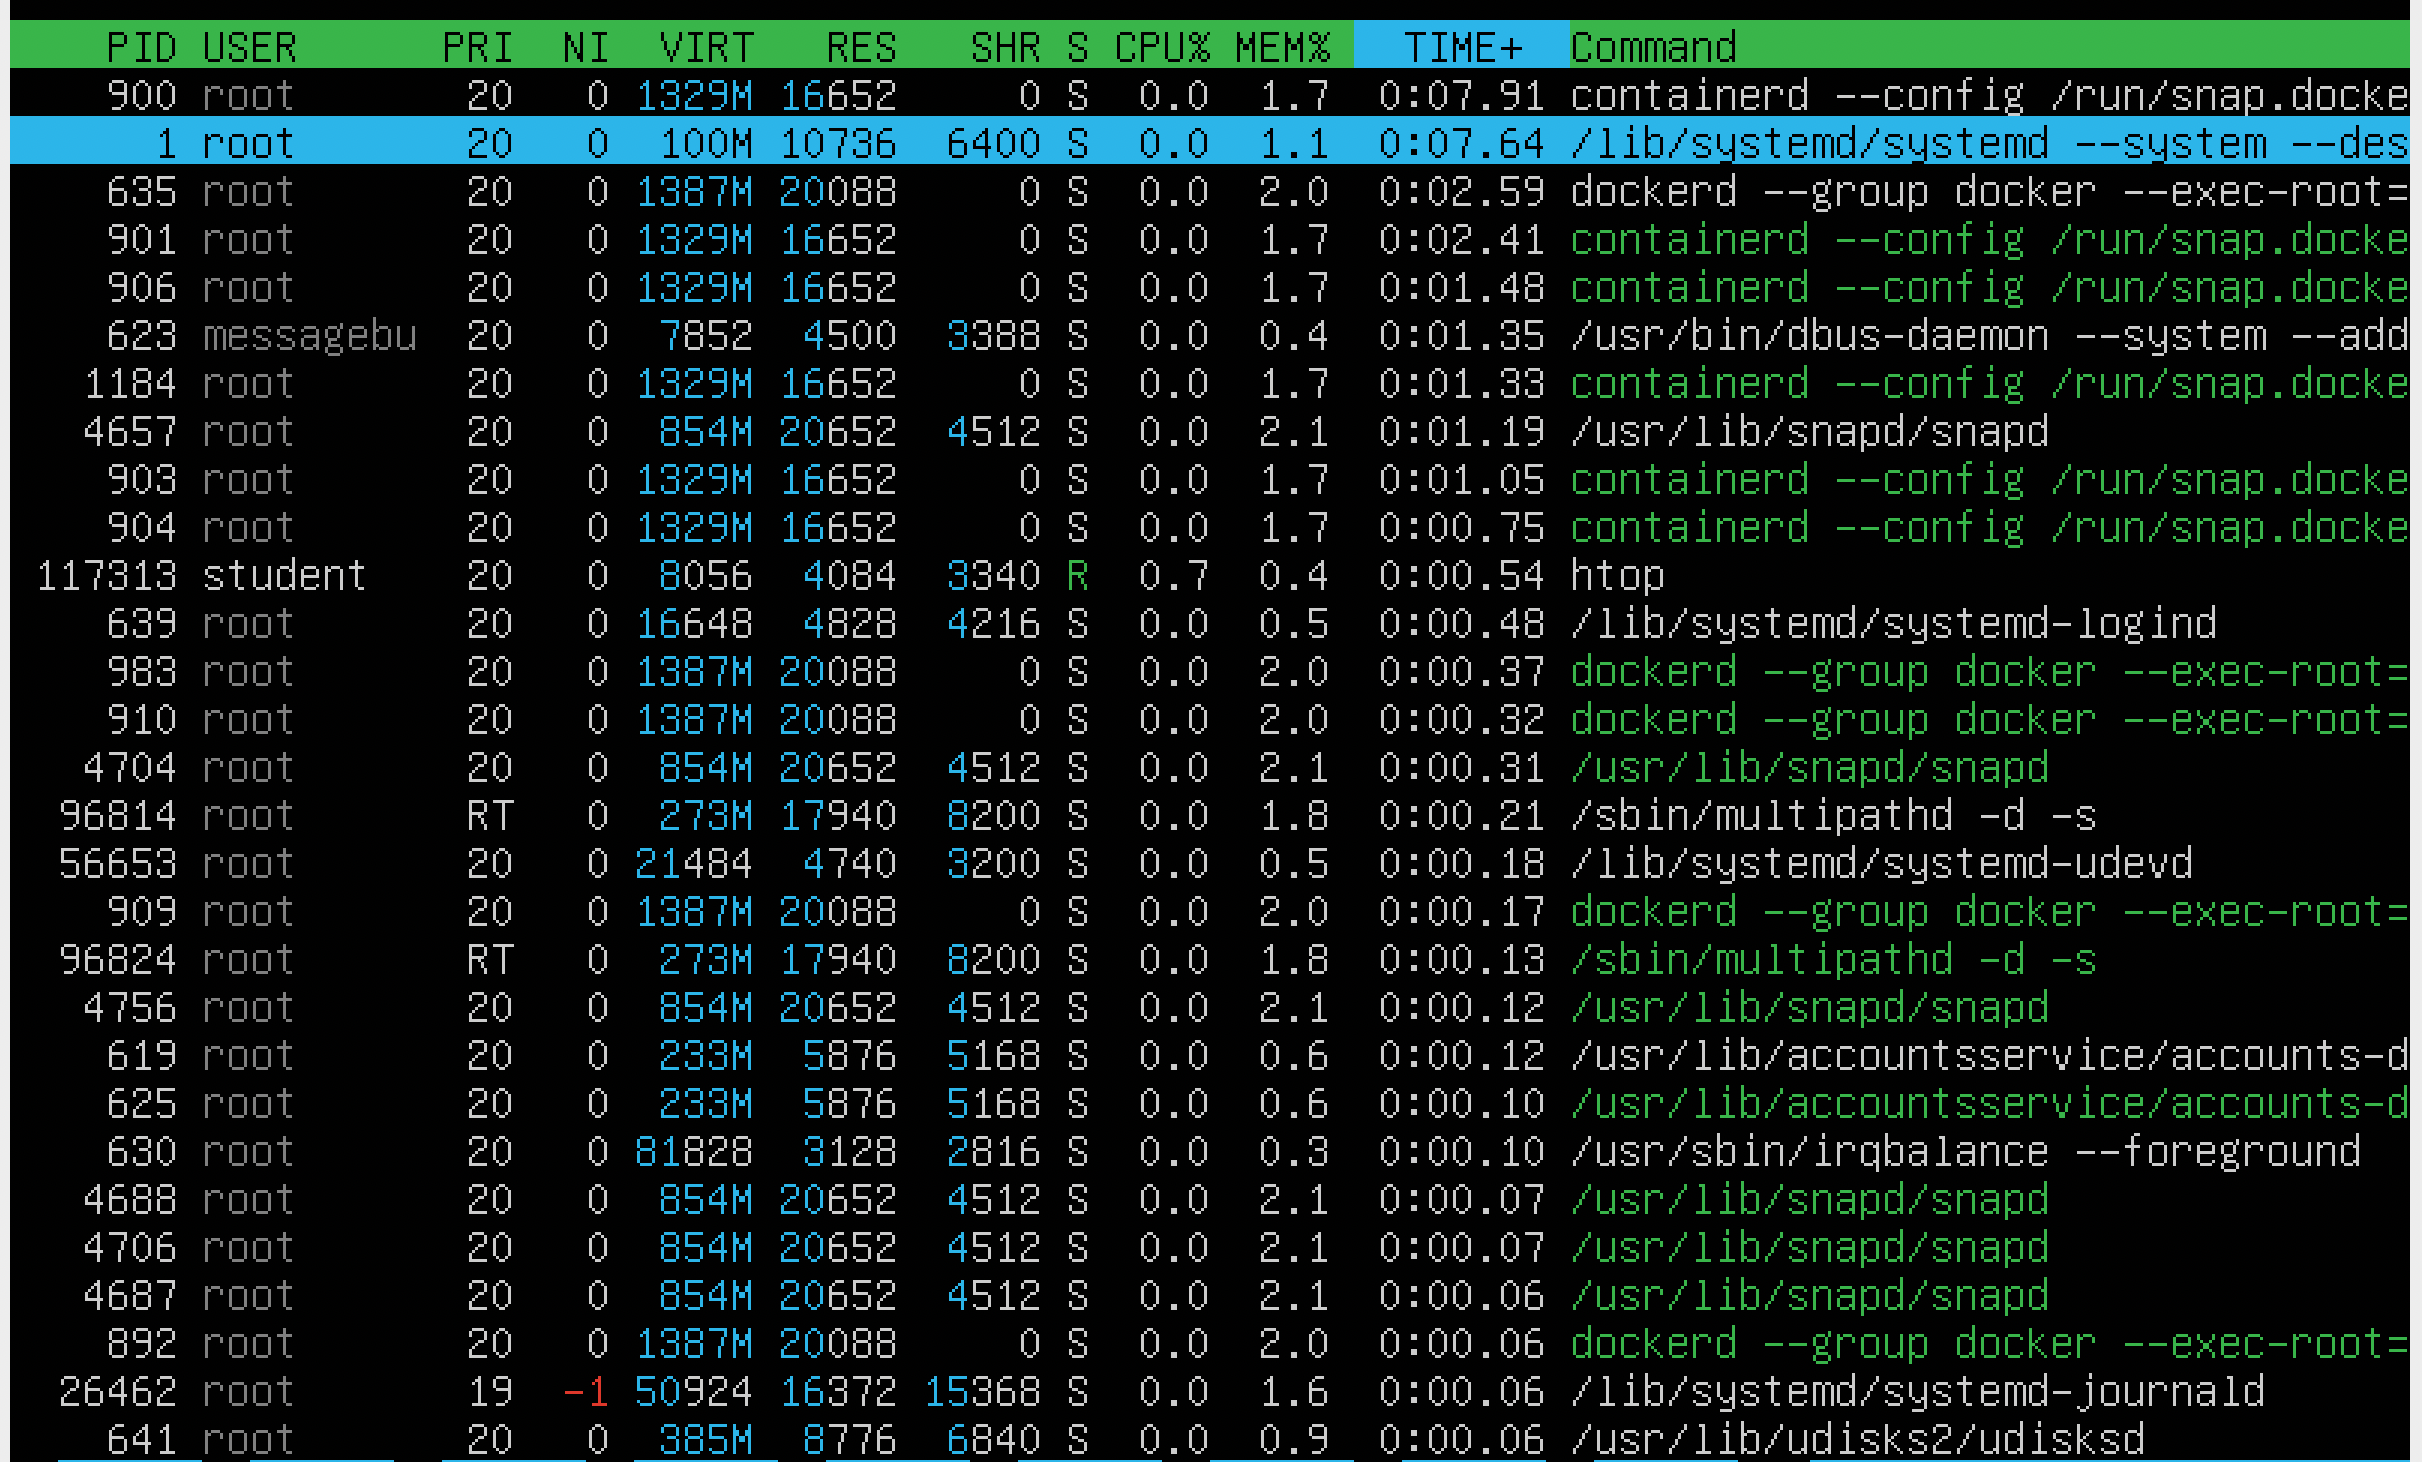 PID USER PRI NI VIRT RES SHR S CPU% MEM% TIME+ Command
900 root 20 0 1329M 16652 0 S 0.0 1.7 0:07.91 containerd --config /run/snap.docke
1 root 20 0 100M 10736 6400 S 0.0 1.1 0:07.64 /lib/systemd/systemd --system --des
635 root 20 0 1387M 20088 0 S 0.0 2.0 0:02.59 dockerd --group docker --exec-root=
901 root 20 0 1329M 16652 0 S 0.0 1.7 0:02.41 containerd --config /run/snap.docke
906 root 20 0 1329M 16652 0 S 0.0 1.7 0:01.48 containerd --config /run/snap.docke
623 messagebu 20 0 7852 4500 3388 S 0.0 0.4 0:01.35 /usr/bin/dbus-daemon --system --add
1184 root 20 0 1329M 16652 0 S 0.0 1.7 0:01.33 containerd --config /run/snap.docke
4657 root 20 0 854M 20652 4512 S 0.0 2.1 0:01.19 /usr/lib/snapd/snapd
903 root 20 0 1329M 16652 0 S 0.0 1.7 0:01.05 containerd --config /run/snap.docke
904 root 20 0 1329M 16652 0 S 0.0 1.7 0:00.75 containerd --config /run/snap.docke
117313 student 20 0 8056 4084 3340 R 0.7 0.4 0:00.54 htop
639 root 20 0 16648 4828 4216 S 0.0 0.5 0:00.48 /lib/systemd/systemd-logind
983 root 20 0 1387M 20088 0 S 0.0 2.0 0:00.37 dockerd --group docker --exec-root=
910 root 20 0 1387M 20088 0 S 0.0 2.0 0:00.32 dockerd --group docker --exec-root=
4704 root 20 0 854M 20652 4512 S 0.0 2.1 0:00.31 /usr/lib/snapd/snapd
96814 root RT 0 273M 17940 8200 S 0.0 1.8 0:00.21 /sbin/multipathd -d -s
56653 root 20 0 21484 4740 3200 S 0.0 0.5 0:00.18 /lib/systemd/systemd-udevd
909 root 20 0 1387M 20088 0 S 0.0 2.0 0:00.17 dockerd --group docker --exec-root=
96824 root RT 0 273M 17940 8200 S 0.0 1.8 0:00.13 /sbin/multipathd -d -s
4756 root 20 0 854M 20652 4512 S 0.0 2.1 0:00.12 /usr/lib/snapd/snapd
619 root 20 0 233M 5876 5168 S 0.0 0.6 0:00.12 /usr/lib/accountsservice/accounts-d
625 root 20 0 233M 5876 5168 S 0.0 0.6 0:00.10 /usr/lib/accountsservice/accounts-d
630 root 20 0 81828 3128 2816 S 0.0 0.3 0:00.10 /usr/sbin/irqbalance --foreground
4688 root 20 0 854M 20652 4512 S 0.0 2.1 0:00.07 /usr/lib/snapd/snapd
4706 root 20 0 854M 20652 4512 S 0.0 2.1 0:00.07 /usr/lib/snapd/snapd
4687 root 20 0 854M 20652 4512 S 0.0 2.1 0:00.06 /usr/lib/snapd/snapd
892 root 20 0 1387M 20088 0 S 0.0 2.0 0:00.06 dockerd --group docker --exec-root=
26462 root 19 -1 50924 16372 15368 S 0.0 1.6 0:00.06 /lib/systemd/systemd-journald
641 root 20 0 385M 8776 6840 S 0.0 0.9 0:00.06 /usr/lib/udisks2/udisksd